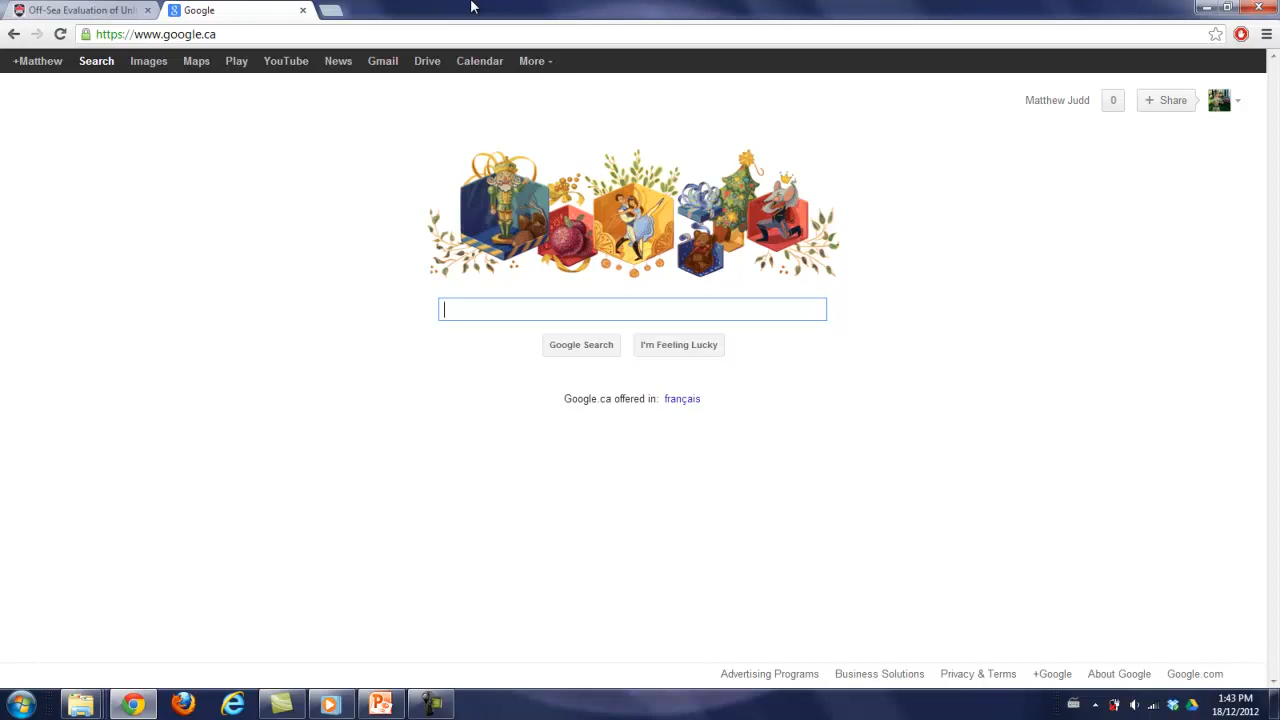 Off-Sea Evaluation of Unl
Google
https://www.google.ca
+Matthew Search Images Maps Play YouTube News Gmail Drive Calendar More
Matthew Judd 0 + Share
Google Search I'm Feeling Lucky
Google.ca offered in: français
Advertising Programs Business Solutions Privacy & Terms +Google About Google Google.com
1:43 PM
18/12/2012